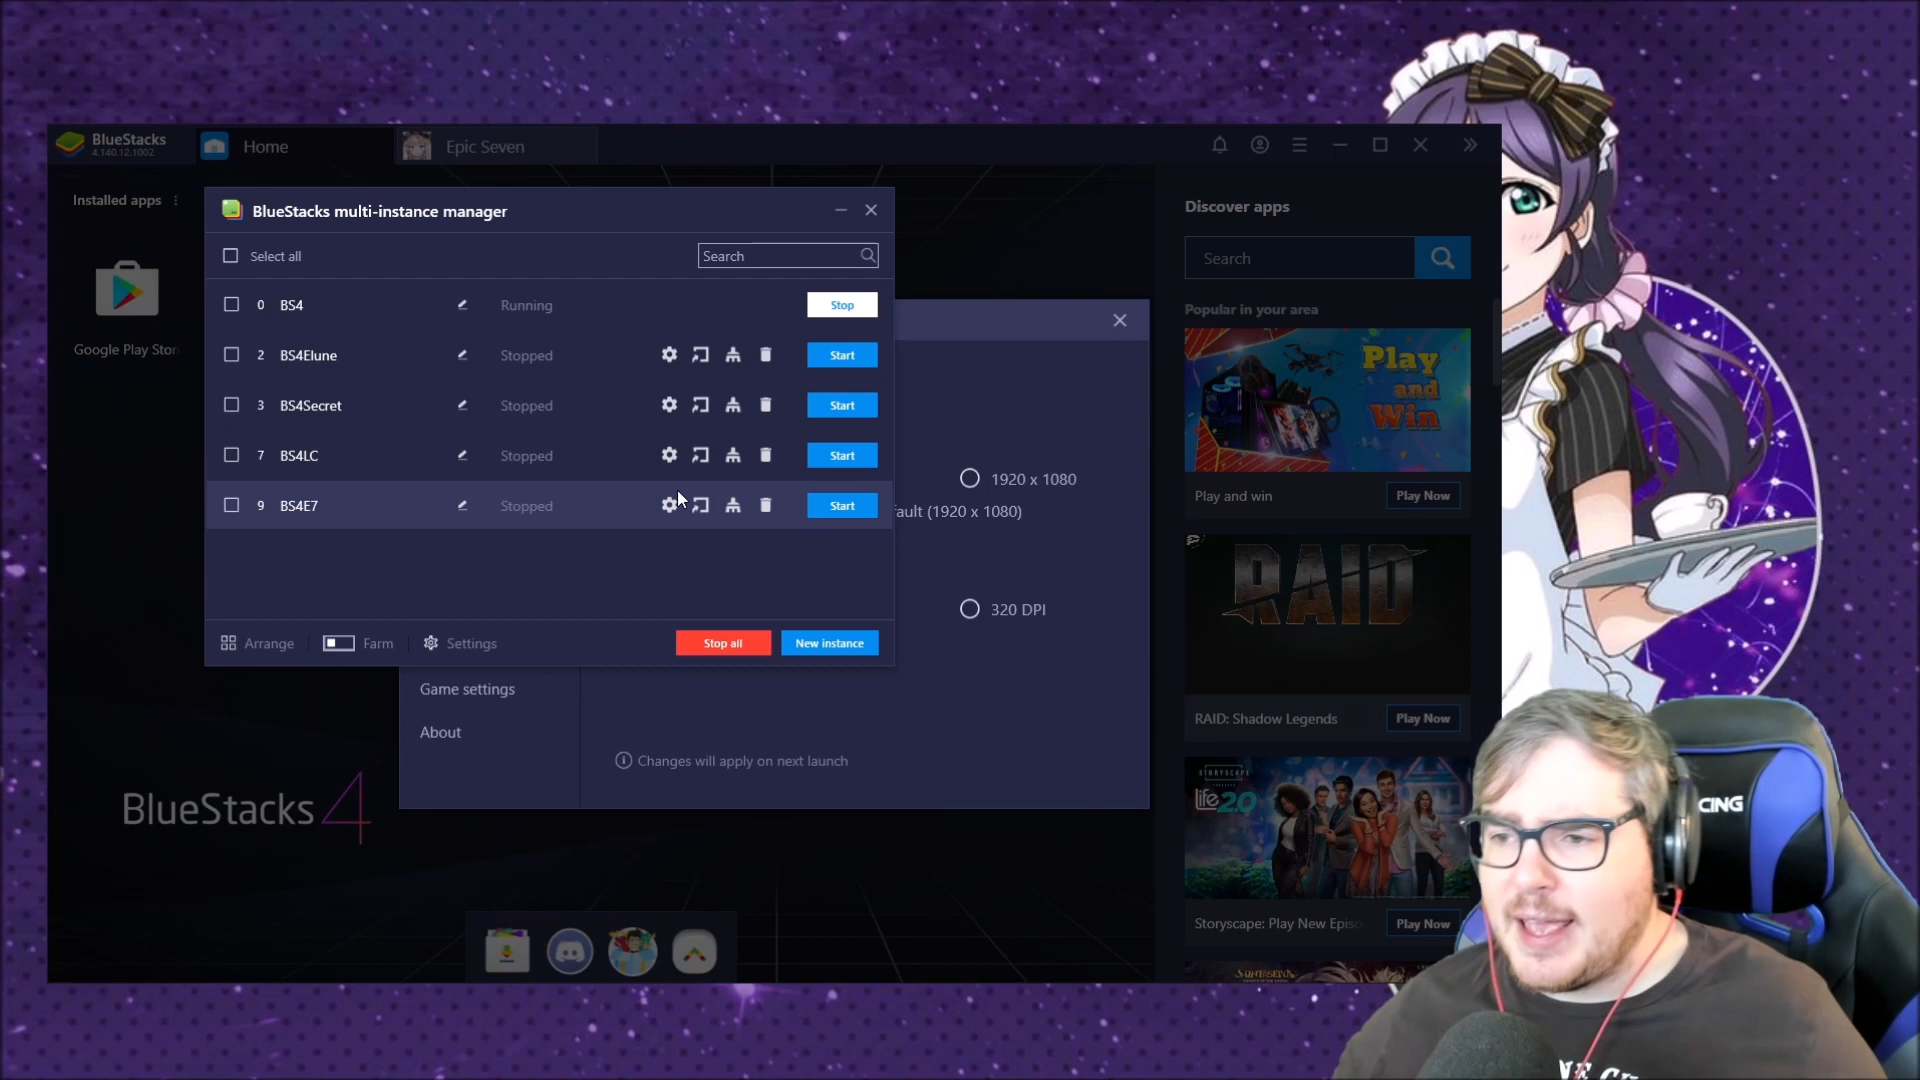 BlueStacks
4.140.12.1002
Home
Epic Seven
Installed apps
Google Play Stor
BlueStacks multi-instance manager
Select all
Search
0 BS4 Running Stop
2 BS4Elune Stopped Start
3 BS4Secret Stopped Start
7 BS4LC Stopped Start
9 BS4E7 Stopped Start
Arrange
Farm
Settings
Stop all
New instance
1920 x 1080
ault (1920 x 1080)
320 DPI
Game settings
About
Changes will apply on next launch
BlueStacks 4
Discover apps
Search
Popular in your area
Play
and
Win
Play and win
Play Now
RAID
RAID: Shadow Legends
Play Now
STORYSCAPE
life 2.0
Storyscape: Play New Episo
Play Now
CING